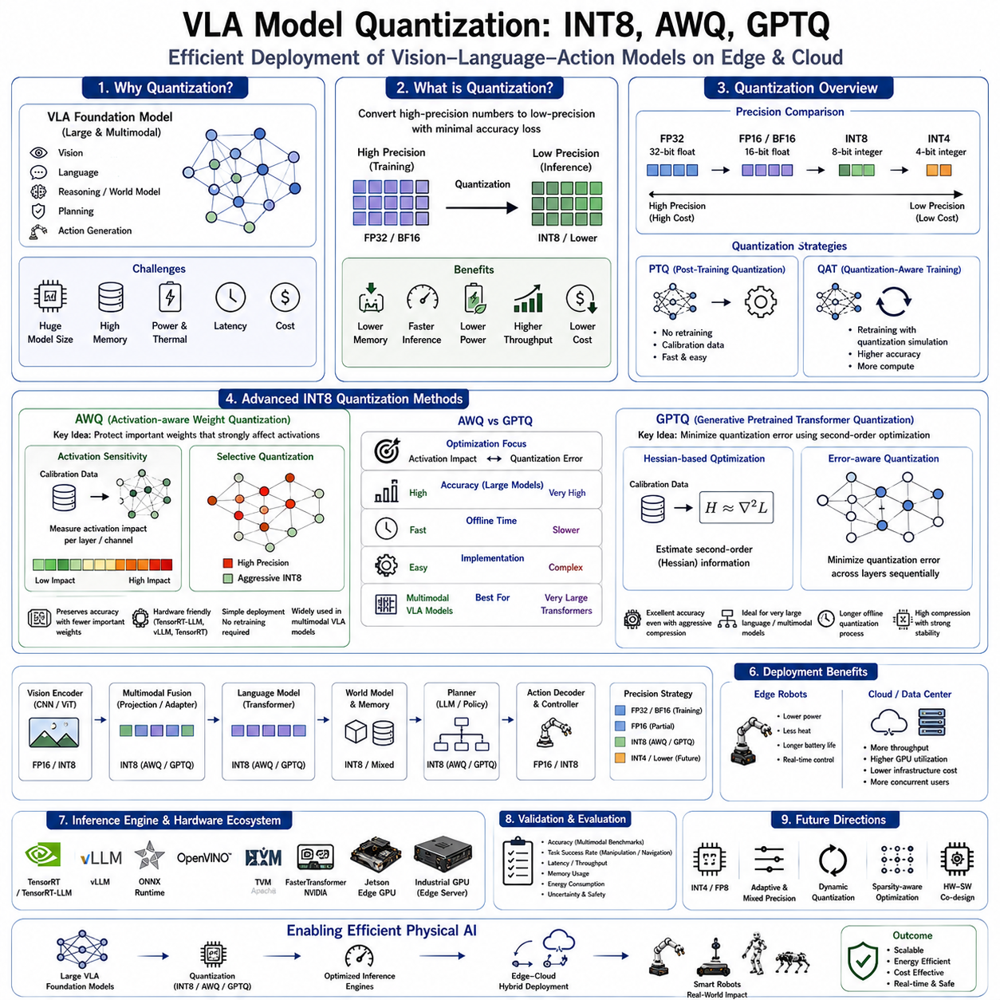 VLA Model Quantization: INT8, AWQ, GPTQ
Efficient Deployment of Vision–Language–Action Models on Edge & Cloud
1. Why Quantization?
VLA Foundation Model
(Large & Multimodal)
Vision
Language
Reasoning / World Model
Planning
Action Generation
Challenges
Huge
Model Size
High
Memory
Power &
Thermal
Latency
Cost
2. What is Quantization?
Convert high-precision numbers to low-precision
with minimal accuracy loss
High Precision
(Training)
Quantization
Low Precision
(Inference)
FP32 / BF16
INT8 / Lower
Benefits
Lower
Memory
Faster
Inference
Lower
Power
Higher
Throughput
Lower
Cost
3. Quantization Overview
Precision Comparison
FP32
32-bit float
FP16 / BF16
16-bit float
INT8
8-bit integer
INT4
4-bit integer
High Precision
(High Cost)
Low Precision
(Low Cost)
Quantization Strategies
PTQ (Post-Training Quantization)
• No retraining
• Calibration data
• Fast & easy
QAT (Quantization-Aware Training)
• Retraining with
quantization simulation
• Higher accuracy
• More compute
4. Advanced INT8 Quantization Methods
AWQ (Activation-aware Weight Quantization)
Key Idea: Protect important weights that strongly affect activations
Activation Sensitivity
Calibration Data
Measure activation impact
per layer / channel
Low Impact
High Impact
Selective Quantization
High Precision
Aggressive INT8
Preserves accuracy
with fewer important
weights
Hardware friendly
(TensorRT-LLM,
vLLM, TensorRT)
Simple deployment
No retraining
required
Widely used in
multimodal VLA
models
AWQ vs GPTQ
Optimization Focus
Activation Impact ↔ Quantization Error
Accuracy (Large Models)
High
Very High
Offline Time
Fast
Slower
Implementation
Easy
Complex
Best For
Multimodal
VLA Models
Very Large
Transformers
GPTQ (Generative Pretrained Transformer Quantization)
Key Idea: Minimize quantization error using second-order optimization
Hessian-based Optimization
Calibration Data
H ≈ ∇²L
Estimate second-order
(Hessian) information
Error-aware Quantization
Minimize quantization error
across layers sequentially
Excellent accuracy
even with aggressive
compression
Ideal for very large
language / multimodal
models
Longer offline
quantization
process
High compression
with strong
stability
Vision Encoder
(CNN / ViT)
FP16 / INT8
Multimodal Fusion
(Projection / Adapter)
INT8 (AWQ / GPTQ)
Language Model
(Transformer)
INT8 (AWQ / GPTQ)
World Model
& Memory
INT8 / Mixed
Planner
(LLM / Policy)
INT8 (AWQ / GPTQ)
Action Decoder
& Controller
FP16 / INT8
Precision Strategy
FP32 / BF16 (Training)
FP16 (Partial)
INT8 (AWQ / GPTQ)
INT4 / Lower (Future)
6. Deployment Benefits
Edge Robots
• Lower power
• Less heat
• Longer battery life
• Real-time control
Cloud / Data Center
• More throughput
• Higher GPU utilization
• Lower infrastructure cost
• More concurrent users
7. Inference Engine & Hardware Ecosystem
TensorRT
/ TensorRT-LLM
vLLM
vLLM
ONNX
Runtime
OpenVINO™
TVM
TVM
Apache
FasterTransformer
NVIDIA
Jetson
Edge GPU
Industrial GPU
(Edge Server)
8. Validation & Evaluation
• Accuracy (Multimodal Benchmarks)
• Task Success Rate (Manipulation / Navigation)
• Latency / Throughput
• Memory Usage
• Energy Consumption
• Uncertainty & Safety
9. Future Directions
INT4 / FP8
Adaptive &
Mixed Precision
Dynamic
Quantization
Sparsity-aware
Optimization
HW–SW
Co-design
Enabling Efficient Physical AI
Large VLA
Foundation Models
Quantization
(INT8 / AWQ / GPTQ)
Optimized Inference
Engines
Edge–Cloud
Hybrid Deployment
Smart Robots
Real-World Impact
Outcome
• Scalable
• Energy Efficient
• Cost Effective
• Real-time & Safe